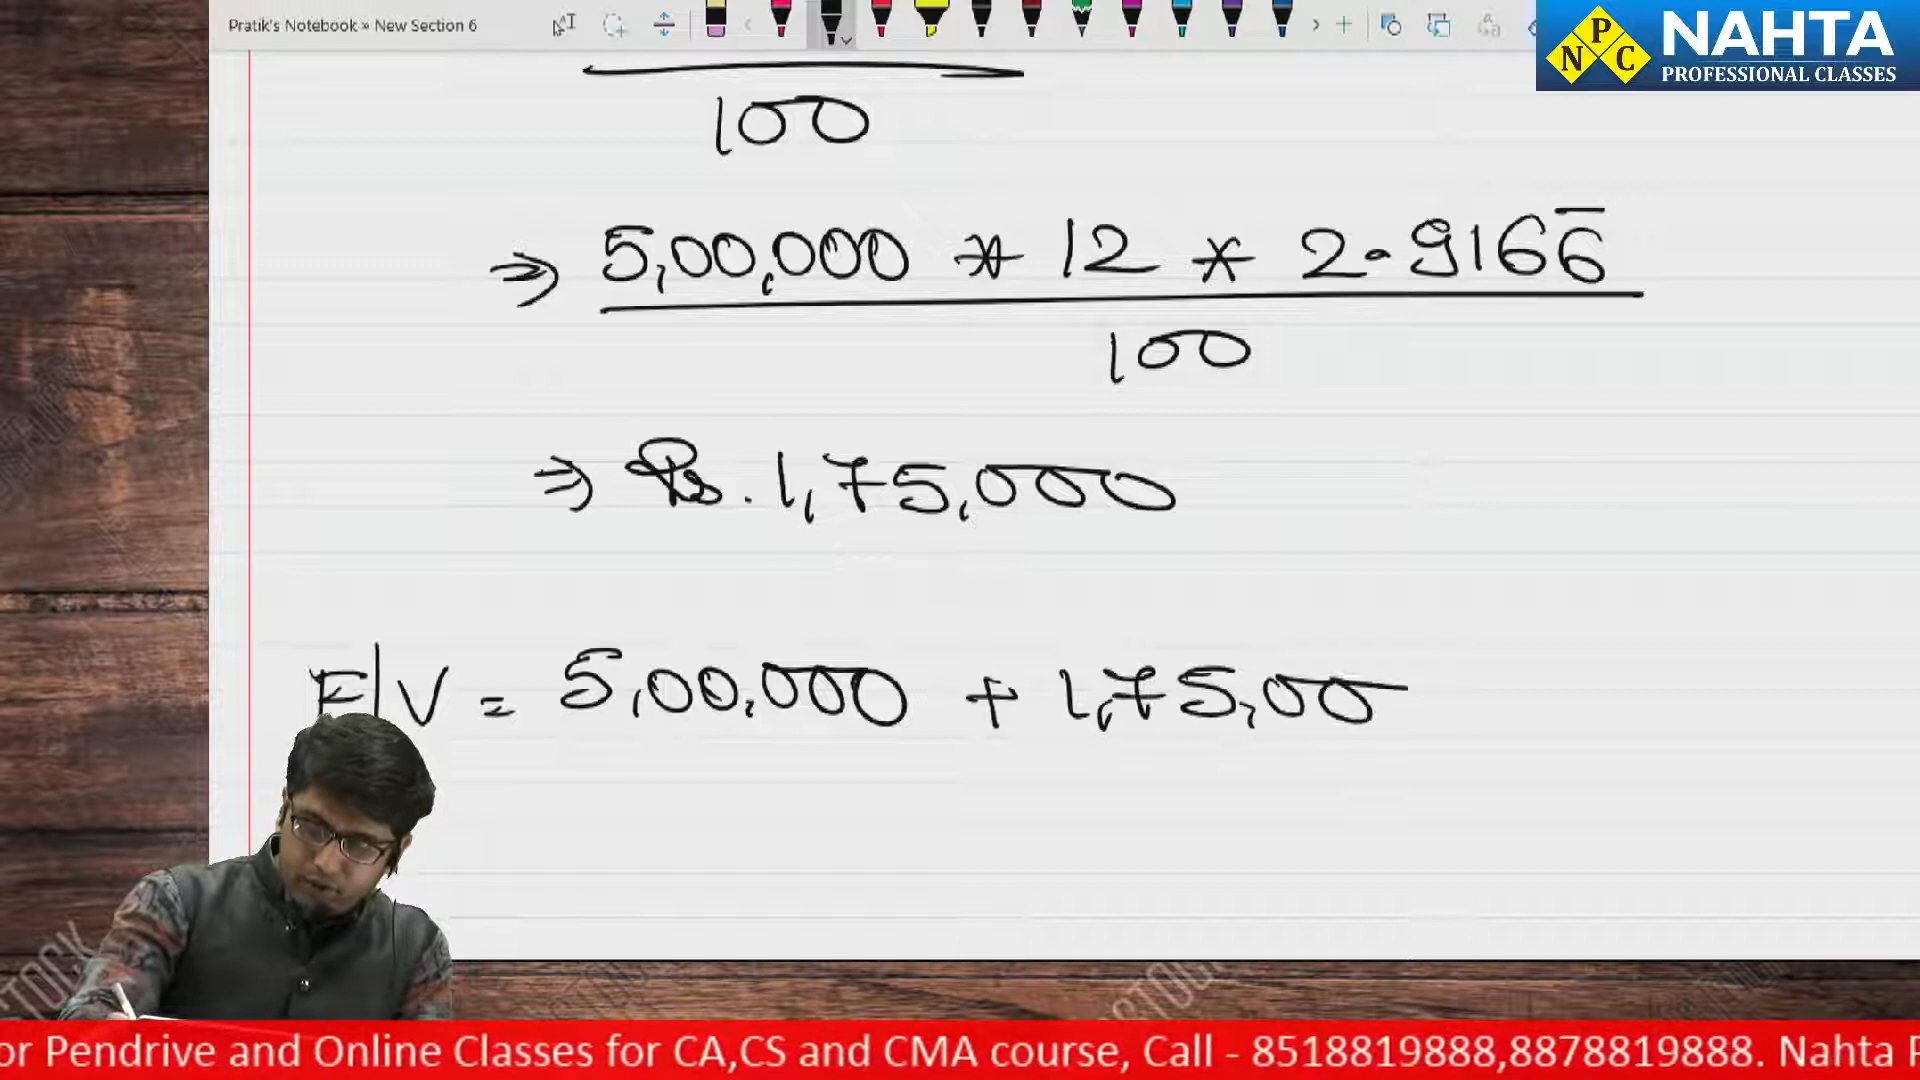 Pratik's Notebook » New Section 6
NPC
NAHTA
PROFESSIONAL CLASSES
100
⇒ 5,00,000 * 12 * 2.9166̅
100
⇒ Rs. 1,75,000
F/V = 5,00,000 + 1,75,00
or Pendrive and Online Classes for CA,CS and CMA course, Call - 8518819888,8878819888. Nahta P